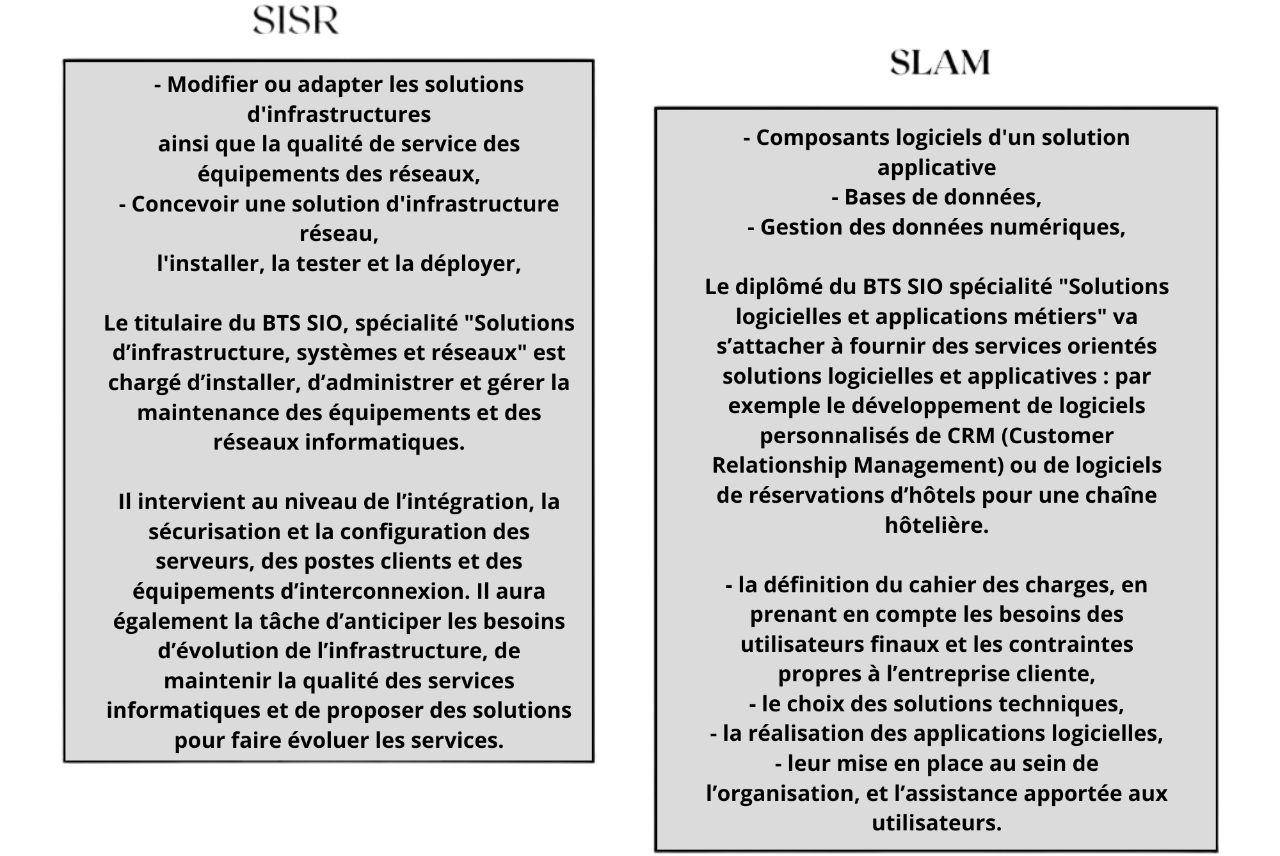 SISR
- Modifier ou adapter les solutions
d'infrastructures
ainsi que la qualité de service des
équipements des réseaux,
- Concevoir une solution d'infrastructure
réseau,
l'installer, la tester et la déployer,
Le titulaire du BTS SIO, spécialité "Solutions
d’infrastructure, systèmes et réseaux" est
chargé d’installer, d’administrer et gérer la
maintenance des équipements et des
réseaux informatiques.
Il intervient au niveau de l’intégration, la
sécurisation et la configuration des
serveurs, des postes clients et des
équipements d’interconnexion. Il aura
également la tâche d’anticiper les besoins
d’évolution de l’infrastructure, de
maintenir la qualité des services
informatiques et de proposer des solutions
pour faire évoluer les services.
SLAM
- Composants logiciels d'un solution
applicative
- Bases de données,
- Gestion des données numériques,
Le diplômé du BTS SIO spécialité "Solutions
logicielles et applications métiers" va
s’attacher à fournir des services orientés
solutions logicielles et applicatives : par
exemple le développement de logiciels
personnalisés de CRM (Customer
Relationship Management) ou de logiciels
de réservations d’hôtels pour une chaîne
hôtelière.
- la définition du cahier des charges, en
prenant en compte les besoins des
utilisateurs finaux et les contraintes
propres à l’entreprise cliente,
- le choix des solutions techniques,
- la réalisation des applications logicielles,
- leur mise en place au sein de
l’organisation, et l’assistance apportée aux
utilisateurs.